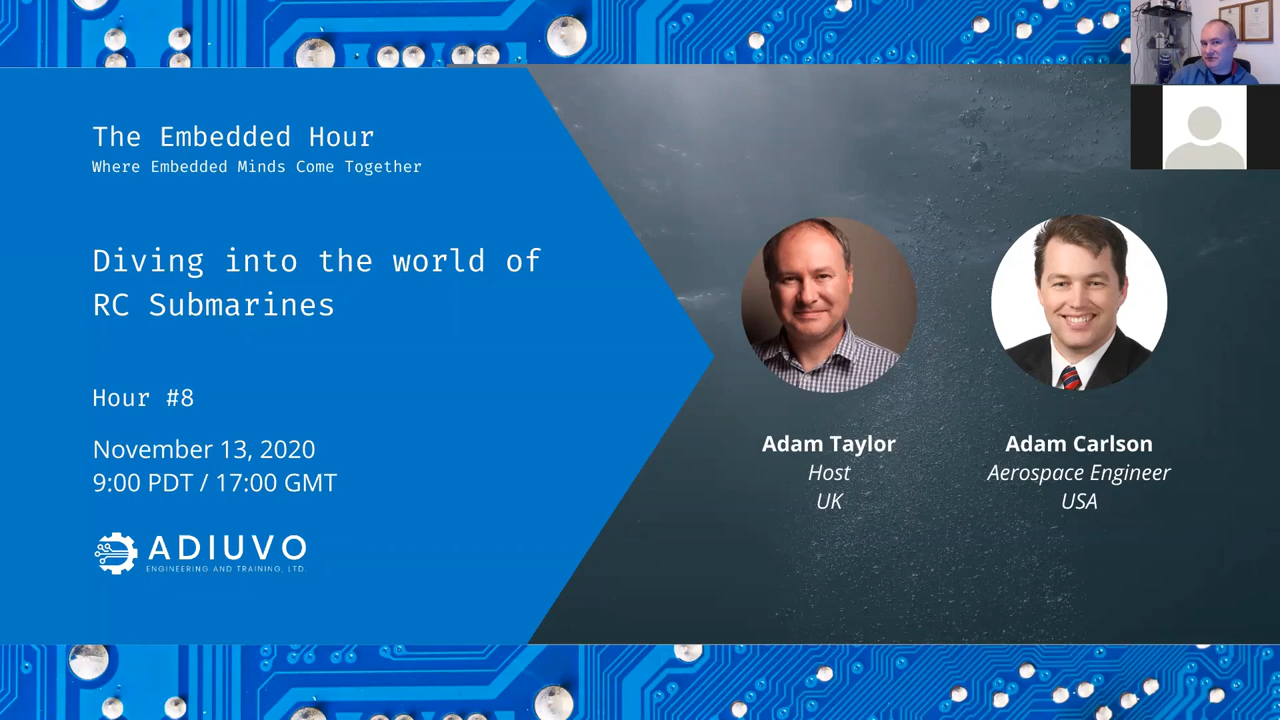 The Embedded Hour
Where Embedded Minds Come Together
Diving into the world of
RC Submarines
Hour #8
November 13, 2020
9:00 PDT / 17:00 GMT
ADIUVO
ENGINEERING AND TRAINING, LTD.
Adam Taylor
Host
UK
Adam Carlson
Aerospace Engineer
USA